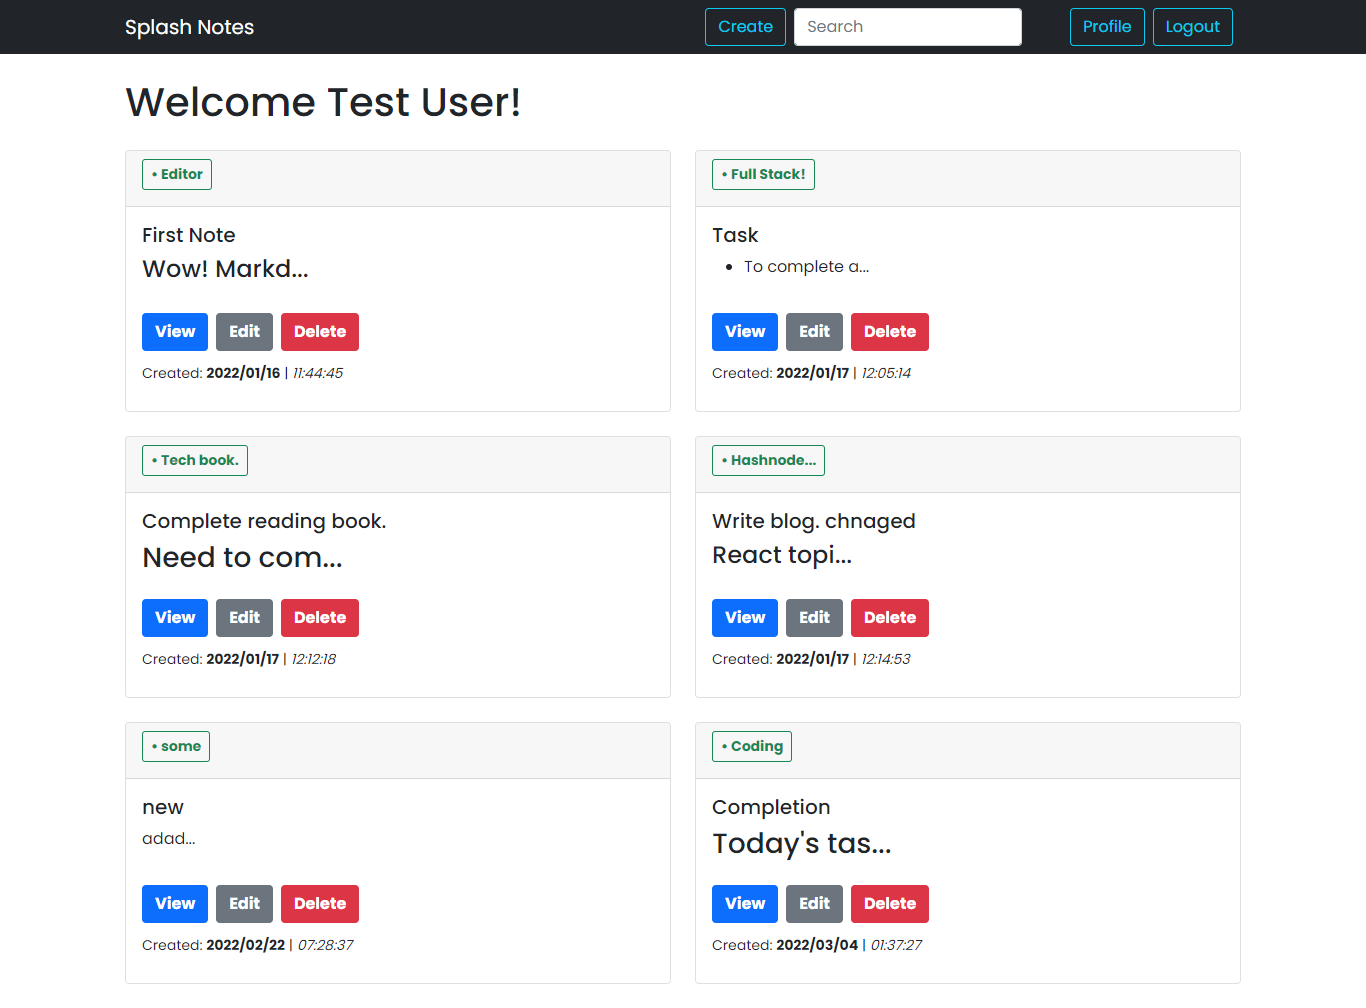 Splash Notes Create Search Profile Logout
Welcome Test User!
• Editor
First Note
Wow! Markd...
View Edit Delete
Created: 2022/01/16 | 11:44:45
• Full Stack!
Task
• To complete a...
View Edit Delete
Created: 2022/01/17 | 12:05:14
• Tech book.
Complete reading book.
Need to com...
View Edit Delete
Created: 2022/01/17 | 12:12:18
• Hashnode...
Write blog. chnaged
React topi...
View Edit Delete
Created: 2022/01/17 | 12:14:53
• some
new
adad...
View Edit Delete
Created: 2022/02/22 | 07:28:37
• Coding
Completion
Today's tas...
View Edit Delete
Created: 2022/03/04 | 01:37:27